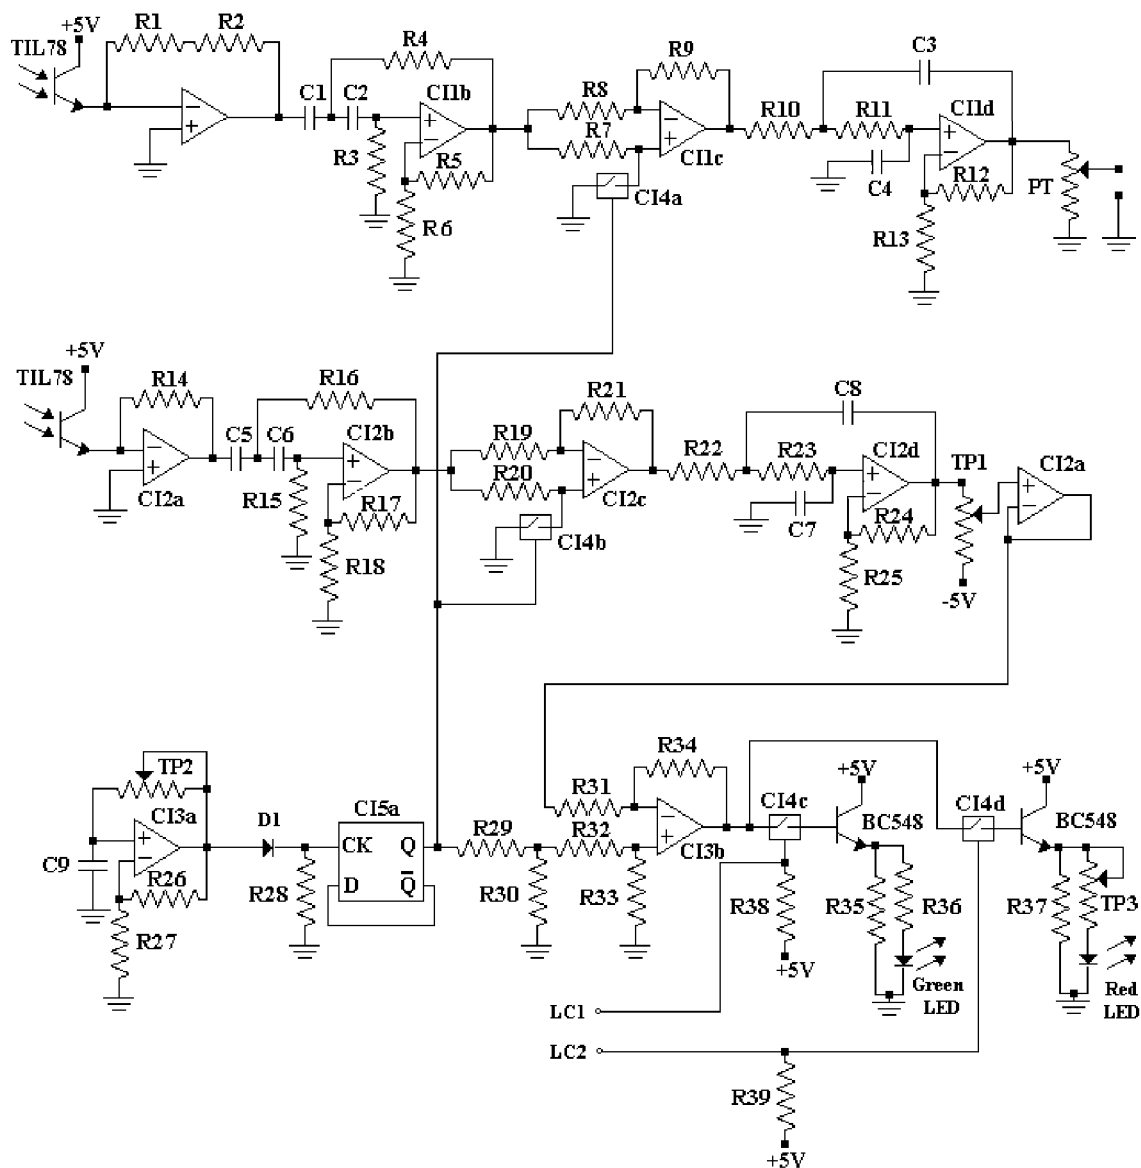 +5V
R1
R2
TIL78
R4
C1
C2
CI1b
R3
R5
R6
R9
R8
R7
CI1c
CI4a
C3
R10
R11
CI1d
C4
R12
R13
PT
+5V
TIL78
R14
R16
C5
C6
CI2b
CI2a
R15
R17
R18
R21
R19
R20
CI2c
CI4b
C8
R22
R23
CI2d
C7
R24
R25
TP1
-5V
CI2a
TP2
CI3a
C9
R26
R27
D1
CI5a
CK
Q
D
Q̅
R28
R29
R30
R31
R32
R33
R34
CI3b
CI4c
+5V
BC548
R38
+5V
R35
R36
Green
LED
CI4d
+5V
BC548
R37
TP3
Red
LED
LC1
LC2
R39
+5V